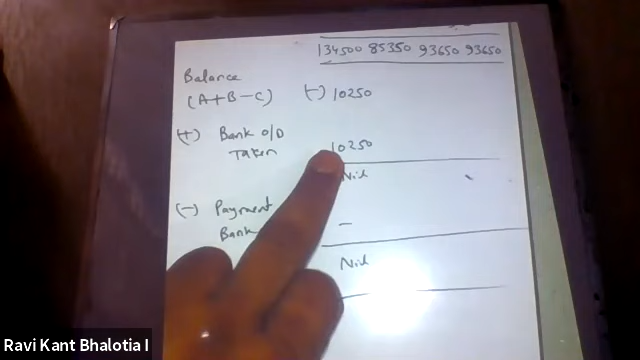 134500 85350 93650 93650
Balance
(A+B-C) (-) 10250
(+) Bank O/D
Taken 10250
Nil
(-) Payment
Bank —
Nil
Ravi Kant Bhalotia I